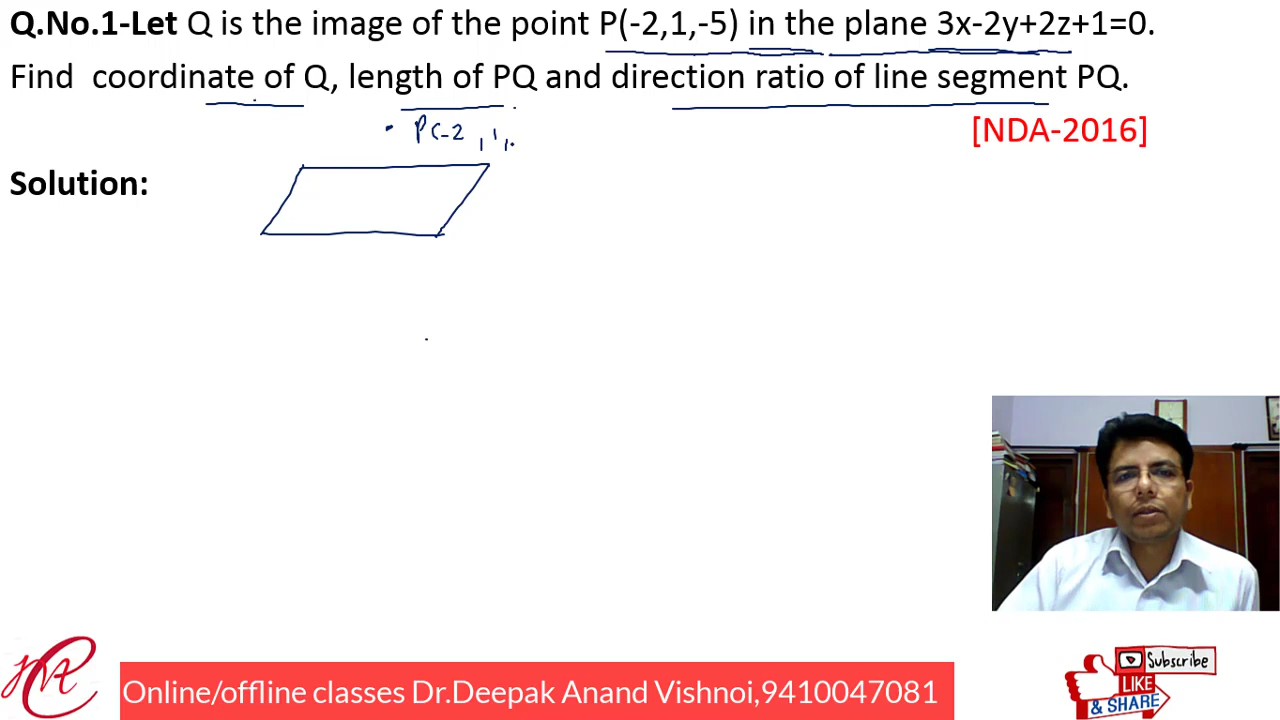 Q.No.1-Let Q is the image of the point P(-2,1,-5) in the plane 3x-2y+2z+1=0.
Find coordinate of Q, length of PQ and direction ratio of line segment PQ.
P(-2,1,
[NDA-2016]
Solution:
Online/offline classes Dr.Deepak Anand Vishnoi,9410047081
Subscribe
LIKE
& SHARE